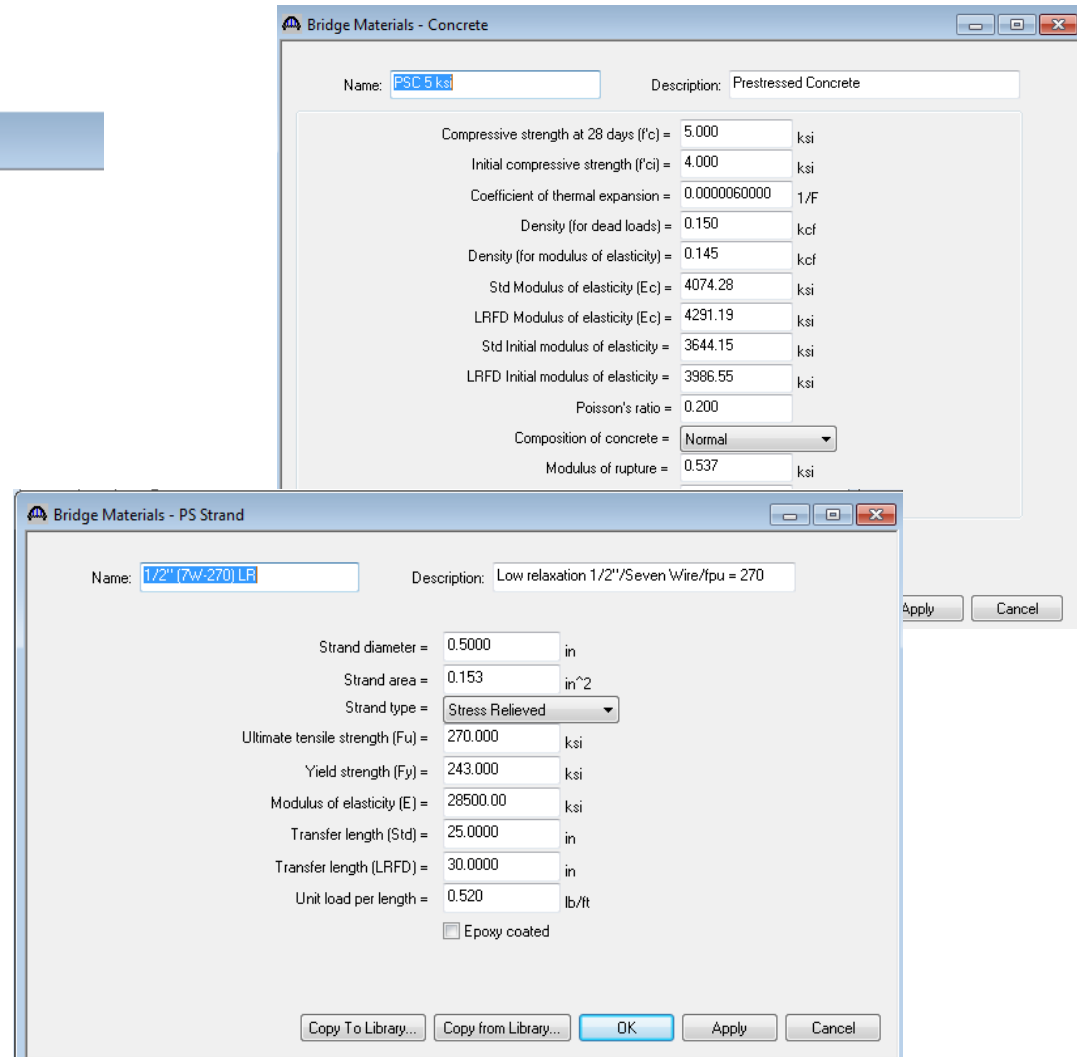 Bridge Materials - Concrete
Name: PSC 5 ksi Description: Prestressed Concrete
Compressive strength at 28 days (f'c) = 5.000 ksi
Initial compressive strength (f'ci) = 4.000 ksi
Coefficient of thermal expansion = 0.0000060000 1/F
Density (for dead loads) = 0.150 kcf
Density (for modulus of elasticity) = 0.145 kcf
Std Modulus of elasticity (Ec) = 4074.28 ksi
LRFD Modulus of elasticity (Ec) = 4291.19 ksi
Std Initial modulus of elasticity = 3644.15 ksi
LRFD Initial modulus of elasticity = 3986.55 ksi
Poisson's ratio = 0.200
Composition of concrete = Normal
Modulus of rupture = 0.537 ksi
Apply Cancel
Bridge Materials - PS Strand
Name: 1/2" (7W-270) LR Description: Low relaxation 1/2"/Seven Wire/fpu = 270
Strand diameter = 0.5000 in
Strand area = 0.153 in^2
Strand type = Stress Relieved
Ultimate tensile strength (Fu) = 270.000 ksi
Yield strength (Fy) = 243.000 ksi
Modulus of elasticity (E) = 28500.00 ksi
Transfer length (Std) = 25.0000 in
Transfer length (LRFD) = 30.0000 in
Unit load per length = 0.520 lb/ft
Epoxy coated
Copy To Library... Copy from Library... OK Apply Cancel